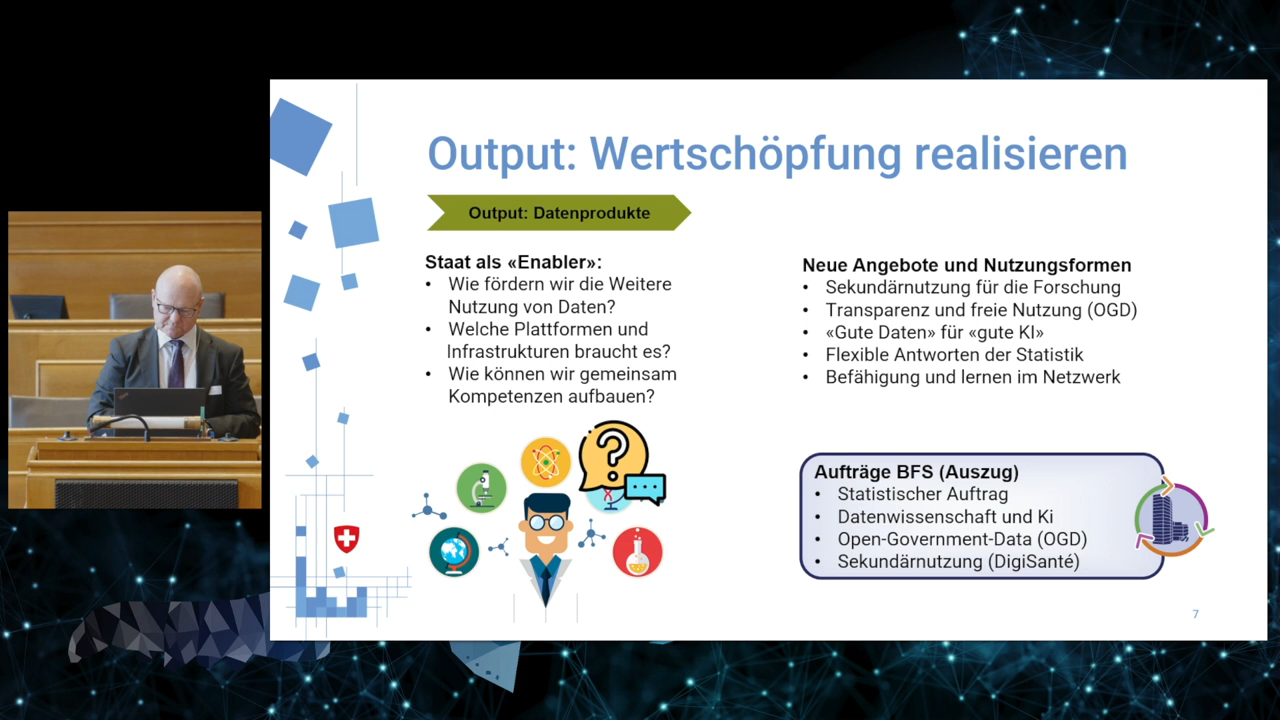 Output: Wertschöpfung realisieren
Output: Datenprodukte
Staat als «Enabler»:
• Wie fördern wir die Weitere
Nutzung von Daten?
• Welche Plattformen und
Infrastrukturen braucht es?
• Wie können wir gemeinsam
Kompetenzen aufbauen?
Neue Angebote und Nutzungsformen
• Sekundärnutzung für die Forschung
• Transparenz und freie Nutzung (OGD)
• «Gute Daten» für «gute KI»
• Flexible Antworten der Statistik
• Befähigung und lernen im Netzwerk
?
Aufträge BFS (Auszug)
• Statistischer Auftrag
• Datenwissenschaft und Ki
• Open-Government-Data (OGD)
• Sekundärnutzung (DigiSanté)
7